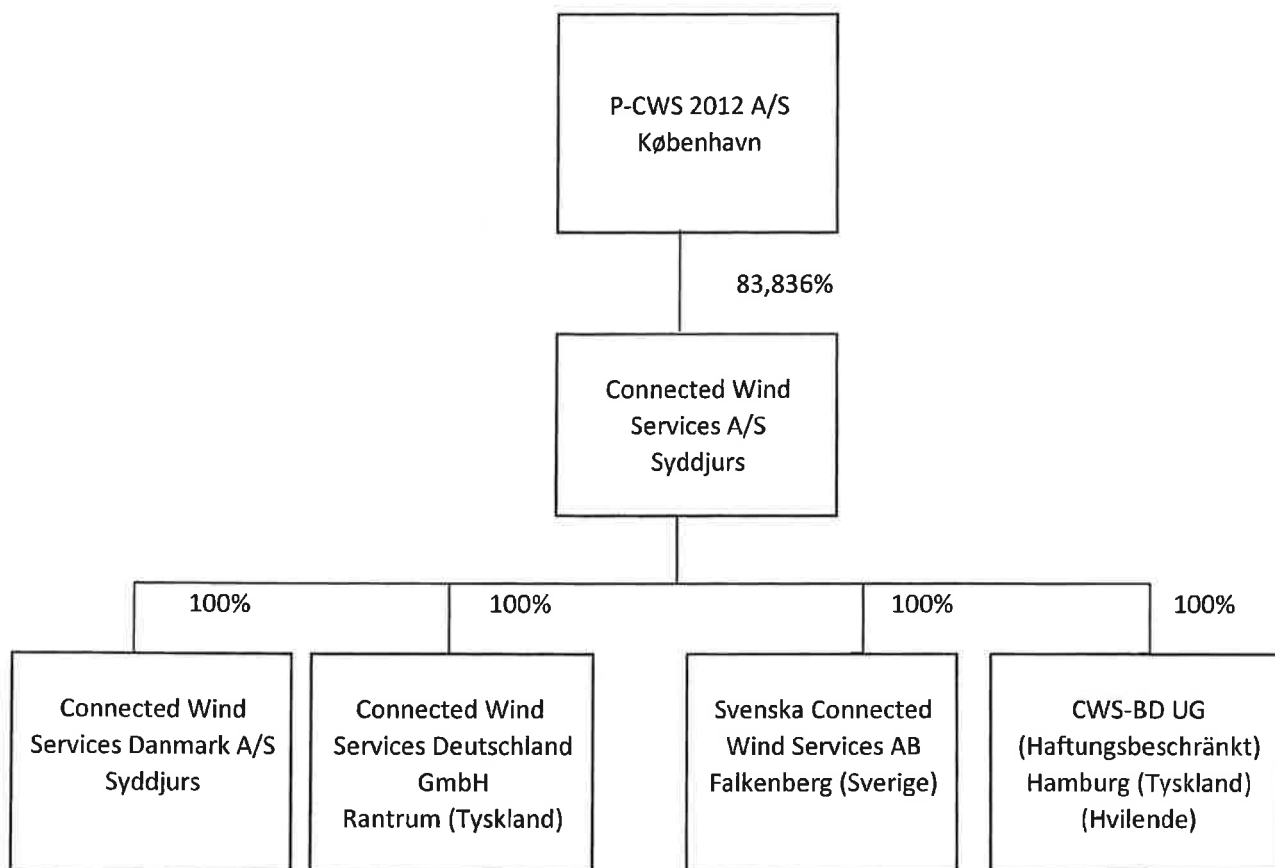 P-CWS 2012 A/S
København
83,836%
Connected Wind
Services A/S
Syddjurs
100%
100%
100%
100%
Connected Wind
Services Danmark A/S
Syddjurs
Connected Wind
Services Deutschland
GmbH
Rantrum (Tyskland)
Svenska Connected
Wind Services AB
Falkenberg (Sverige)
CWS-BD UG
(Haftungsbeschränkt)
Hamburg (Tyskland)
(Hvilende)